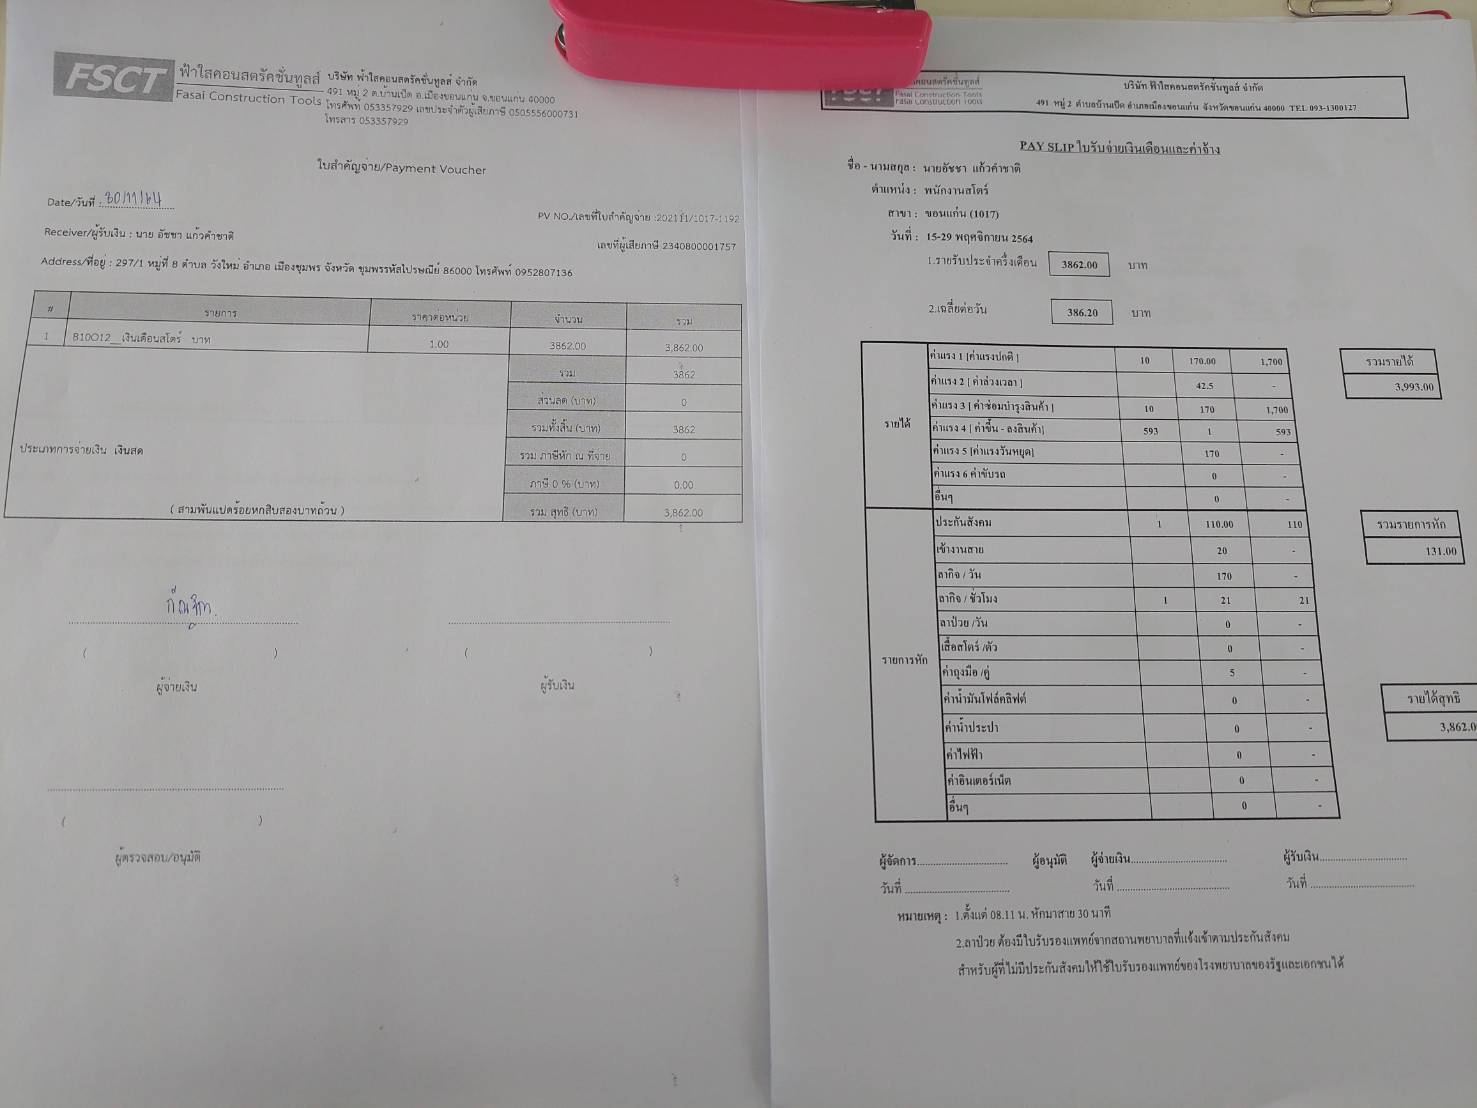 FSCT
ฟ้าใสคอนสตรัคชั่นทูลส์
Fasai Construction Tools
บริษัท ฟ้าใสคอนสตรัคชั่นทูลส์ จำกัด
491 หมู่ 2 ต.บ้านเป็ด อ.เมืองขอนแก่น จ.ขอนแก่น 40000
โทรศัพท์ 053357929 เลขประจำตัวผู้เสียภาษี 0505556000731
โทรสาร 053357929
ใบสำคัญจ่าย/Payment Voucher
Date/วันที่ : 30/11/64
PV NO./เลขที่ใบสำคัญจ่าย :202111/1017-1192
Receiver/ผู้รับเงิน : นาย อัชชา แก้วคำชาติ
เลขที่ผู้เสียภาษี 2340800001757
Address/ที่อยู่ : 297/1 หมู่ที่ 8 ตำบล วังใหม่ อำเภอ เมืองชุมพร จังหวัด ชุมพรรหัสไปรษณีย์ 86000 โทรศัพท์ 0952807136
# รายการ ราคาต่อหน่วย จำนวน รวม
1 B10012__เงินเดือนสโตร์ บาท 1.00 3862.00 3,862.00
รวม 3862
ส่วนลด (บาท) 0
รวมทั้งสิ้น (บาท) 3862
ประเภทการจ่ายเงิน เงินสด
รวม ภาษีหัก ณ ที่จ่าย 0
ภาษี 0 % (บาท) 0.00
( สามพันแปดร้อยหกสิบสองบาทถ้วน ) รวม สุทธิ (บาท) 3,862.00
( ) ( )
ผู้จ่ายเงิน ผู้รับเงิน
( )
ผู้ตรวจสอบ/อนุมัติ
Fasai Construction Tools
บริษัท ฟ้าใสคอนสตรัคชั่นทูลส์ จำกัด
491 หมู่ 2 ตำบลบ้านเป็ด อำเภอเมืองขอนแก่น จังหวัดขอนแก่น 40000 TEL 093-1300127
PAY SLIP ใบรับจ่ายเงินเดือนและค่าจ้าง
ชื่อ - นามสกุล : นายอัชชา แก้วคำชาติ
ตำแหน่ง : พนักงานสโตร์
สาขา : ขอนแก่น (1017)
วันที่ : 15-29 พฤศจิกายน 2564
1.รายรับประจำครึ่งเดือน 3862.00 บาท
2.เฉลี่ยต่อวัน 386.20 บาท
รายได้
ค่าแรง 1 [ค่าแรงปกติ ] 10 170.00 1,700
ค่าแรง 2 [ ค่าล่วงเวลา ] 42.5 -
ค่าแรง 3 [ ค่าซ่อมบำรุงสินค้า ] 10 170 1,700
ค่าแรง 4 [ ค่าขึ้น - ลงสินค้า] 593 1 593
ค่าแรง 5 [ค่าแรงวันหยุด] 170 -
ค่าแรง 6 ค่าขับรถ 0 -
อื่นๆ 0 -
รวมรายได้
3,993.00
รายการหัก
ประกันสังคม 1 110.00 110
เข้างานสาย 20 -
ลากิจ / วัน 170 -
ลากิจ / ชั่วโมง 1 21 21
ลาป่วย /วัน 0 -
เสื้อสโตร์ /ตัว 0 -
ค่าถุงมือ /คู่ 5 -
ค่าน้ำมันโฟล์คลิฟต์ 0 -
ค่าน้ำประปา 0 -
ค่าไฟฟ้า 0 -
ค่าอินเตอร์เน็ต 0 -
อื่นๆ 0 -
รวมรายการหัก
131.00
รายได้สุทธิ
3,862.0
ผู้จัดการ............ ผู้อนุมัติ ผู้จ่ายเงิน............ ผู้รับเงิน............
วันที่ ............ วันที่ ............ วันที่ ............
หมายเหตุ : 1.ตั้งแต่ 08.11 น. หักมาสาย 30 นาที
2.ลาป่วย ต้องมีใบรับรองแพทย์จากสถานพยาบาลที่แจ้งเข้าตามประกันสังคม
สำหรับผู้ที่ไม่มีประกันสังคมให้ใช้ใบรับรองแพทย์ของโรงพยาบาลของรัฐและเอกชนได้